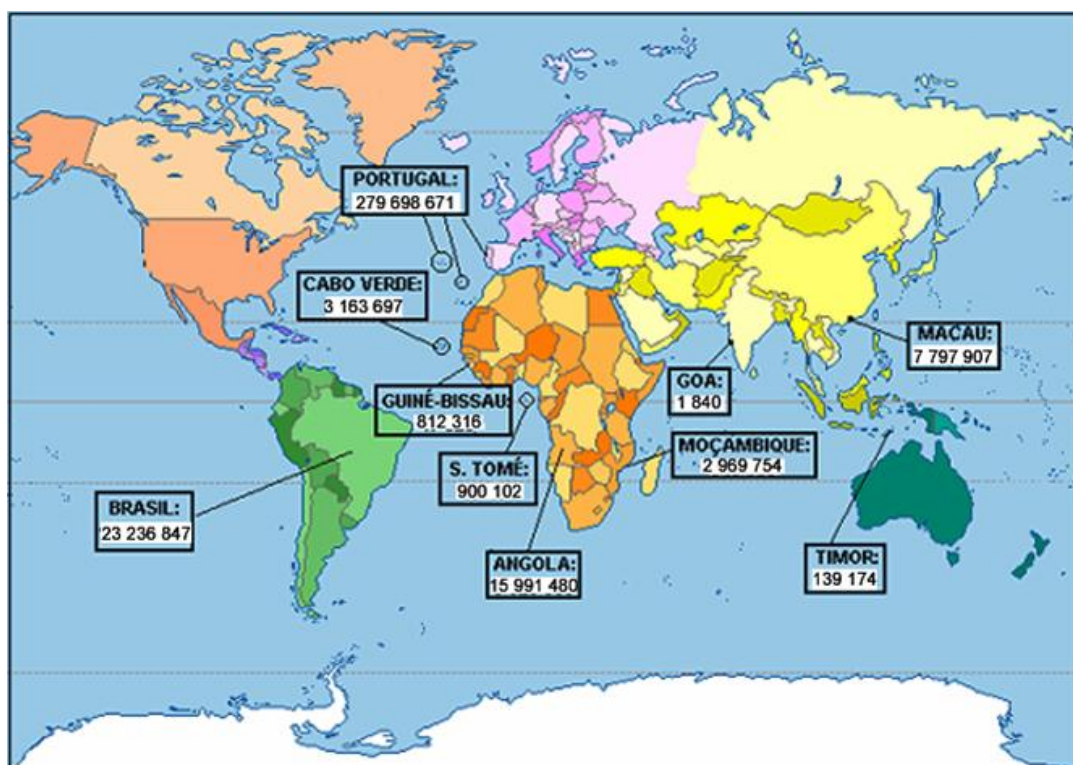 PORTUGAL:
279 698 671
CABO VERDE:
3 163 697
MACAU:
7 797 907
GOA:
1 840
GUINÉ-BISSAU:
812 316
MOÇAMBIQUE:
2 969 754
S. TOMÉ:
900 102
BRASIL:
23 236 847
ANGOLA:
15 991 480
TIMOR:
139 174